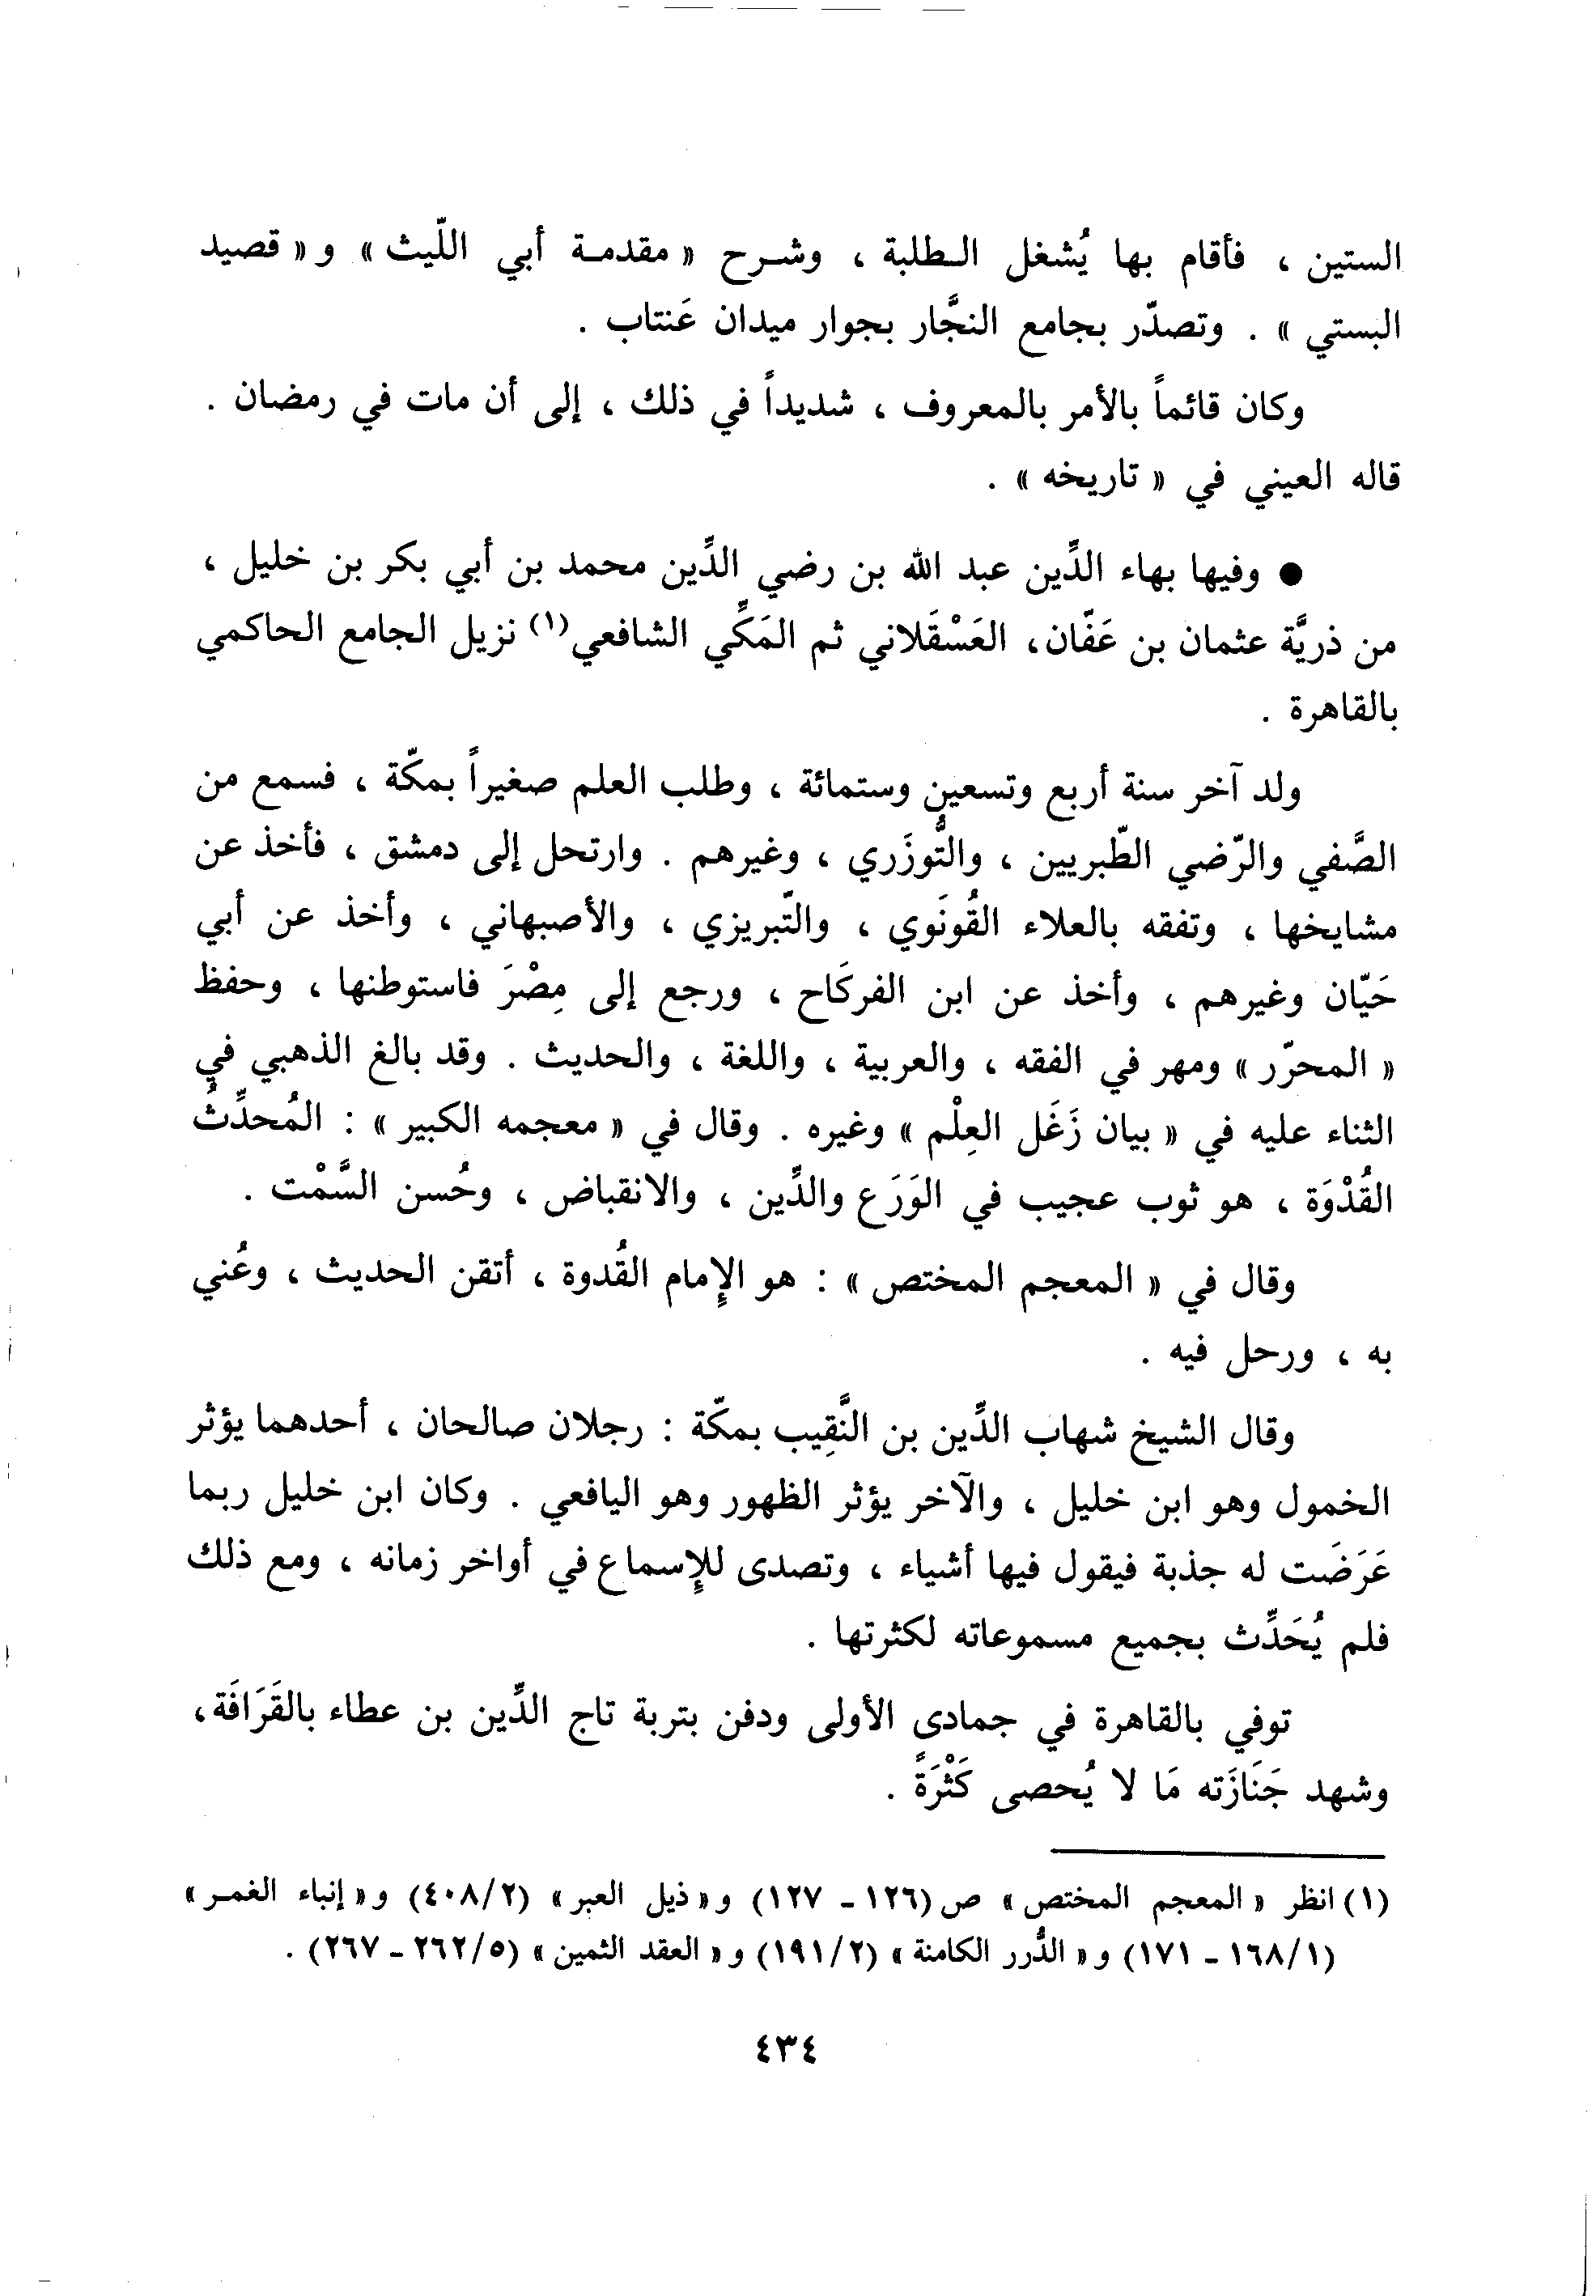 الستين ، فأقام بها يُشغل الـطلبة ، وشـرح « مقدمـة أبي اللّيث » و « قصيد
البستي » . وتصدّر بجامع النجَّار بجوار ميدان عَنتاب .
وكان قائماً بالأمر بالمعروف ، شديداً في ذلك ، إلى أن مات في رمضان .
قاله العيني في « تاريخه » .
● وفيها بهاء الدِّين عبد الله بن رضي الدِّين محمد بن أبي بكر بن خليل ،
من ذريَّة عثمان بن عَفَّان، العَسْقَلاني ثم المَكِّي الشافعي(١) نزيل الجامع الحاكمي
بالقاهرة .
ولد آخر سنة أربع وتسعين وستمائة ، وطلب العلم صغيراً بمكّة ، فسمع من
الصَّفي والرّضي الطّبريين ، والتُّوزَري ، وغيرهم . وارتحل إلى دمشق ، فأخذ عن
مشايخها ، وتفقه بالعلاء القُونَوي ، والتّبريزي ، والأصبهاني ، وأخذ عن أبي
حَيّان وغيرهم ، وأخذ عن ابن الفركَاح ، ورجع إلى مِصْرَ فاستوطنها ، وحفظ
« المحرّر » ومهر في الفقه ، والعربية ، واللغة ، والحديث . وقد بالغ الذهبي في
الثناء عليه في « بيان زَغَل العِلْم » وغيره . وقال في « معجمه الكبير » : المُحدِّثُ
القُدْوَة ، هو ثوب عجيب في الوَرَع والدِّين ، والانقباض ، وحُسن السَّمْت .
وقال في « المعجم المختص » : هو الإمام القُدوة ، أتقن الحديث ، وعُني
به ، ورحل فيه .
وقال الشيخ شهاب الدِّين بن النَّقِيب بمكّة : رجلان صالحان ، أحدهما يؤثر
الخمول وهو ابن خليل ، والآخر يؤثر الظهور وهو اليافعي . وكان ابن خليل ربما
عَرَضَت له جذبة فيقول فيها أشياء ، وتصدى للإسماع في أواخر زمانه ، ومع ذلك
فلم يُحَدِّث بجميع مسموعاته لكثرتها .
توفي بالقاهرة في جمادى الأولى ودفن بتربة تاج الدِّين بن عطاء بالقَرَافَة،
وشهد جَنَازَته مَا لا يُحصى كَثْرَةً .
(١) انظر « المعجم المختص » ص (١٢٦ - ١٢٧) و« ذيل العبر » (٤٠٨/٢) و« إنباء الغمـر »
(١٦٨/١ - ١٧١) و « الدُّرر الكامنة » (١٩١/٢) و « العقد الثمين » (٢٦٢/٥ - ٢٦٧) .
٤٣٤